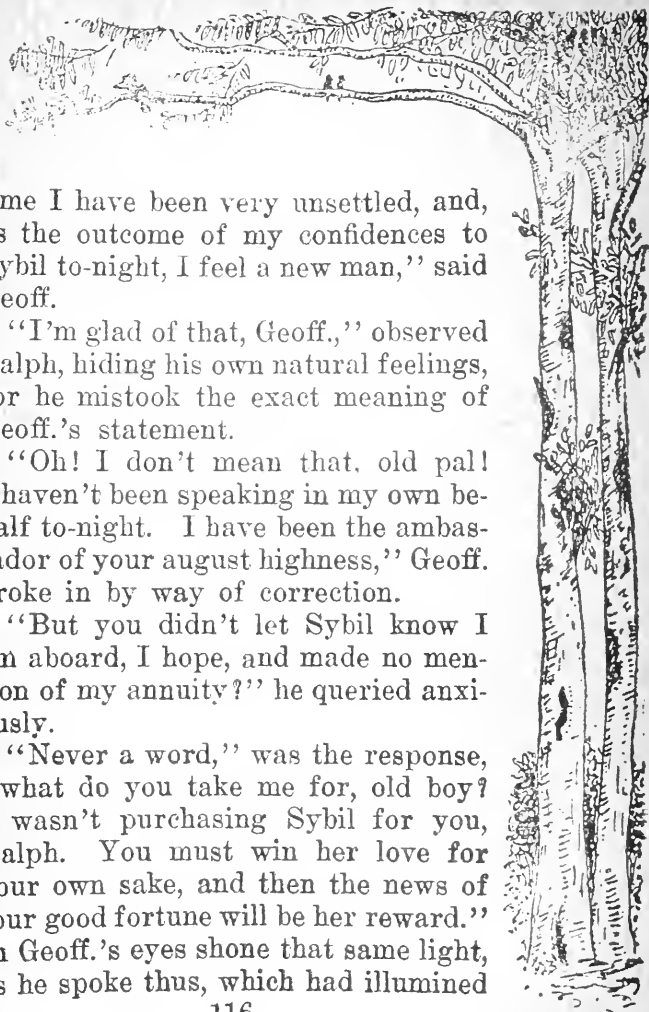 me I have been very unsettled, and,
s the outcome of my confidences to
ybil to-night, I feel a new man," said
eoff.
"I'm glad of that, Geoff.," observed
alph, hiding his own natural feelings,
or he mistook the exact meaning of
eoff.'s statement.
"Oh! I don't mean that, old pal!
haven't been speaking in my own be-
alf to-night. I have been the ambas-
dor of your august highness," Geoff.
roke in by way of correction.
"But you didn't let Sybil know I
m aboard, I hope, and made no men-
on of my annuity?" he queried anxi-
usly.
"Never a word," was the response,
what do you take me for, old boy?
wasn't purchasing Sybil for you,
alph. You must win her love for
our own sake, and then the news of
our good fortune will be her reward."
n Geoff.'s eyes shone that same light,
s he spoke thus, which had illumined
116